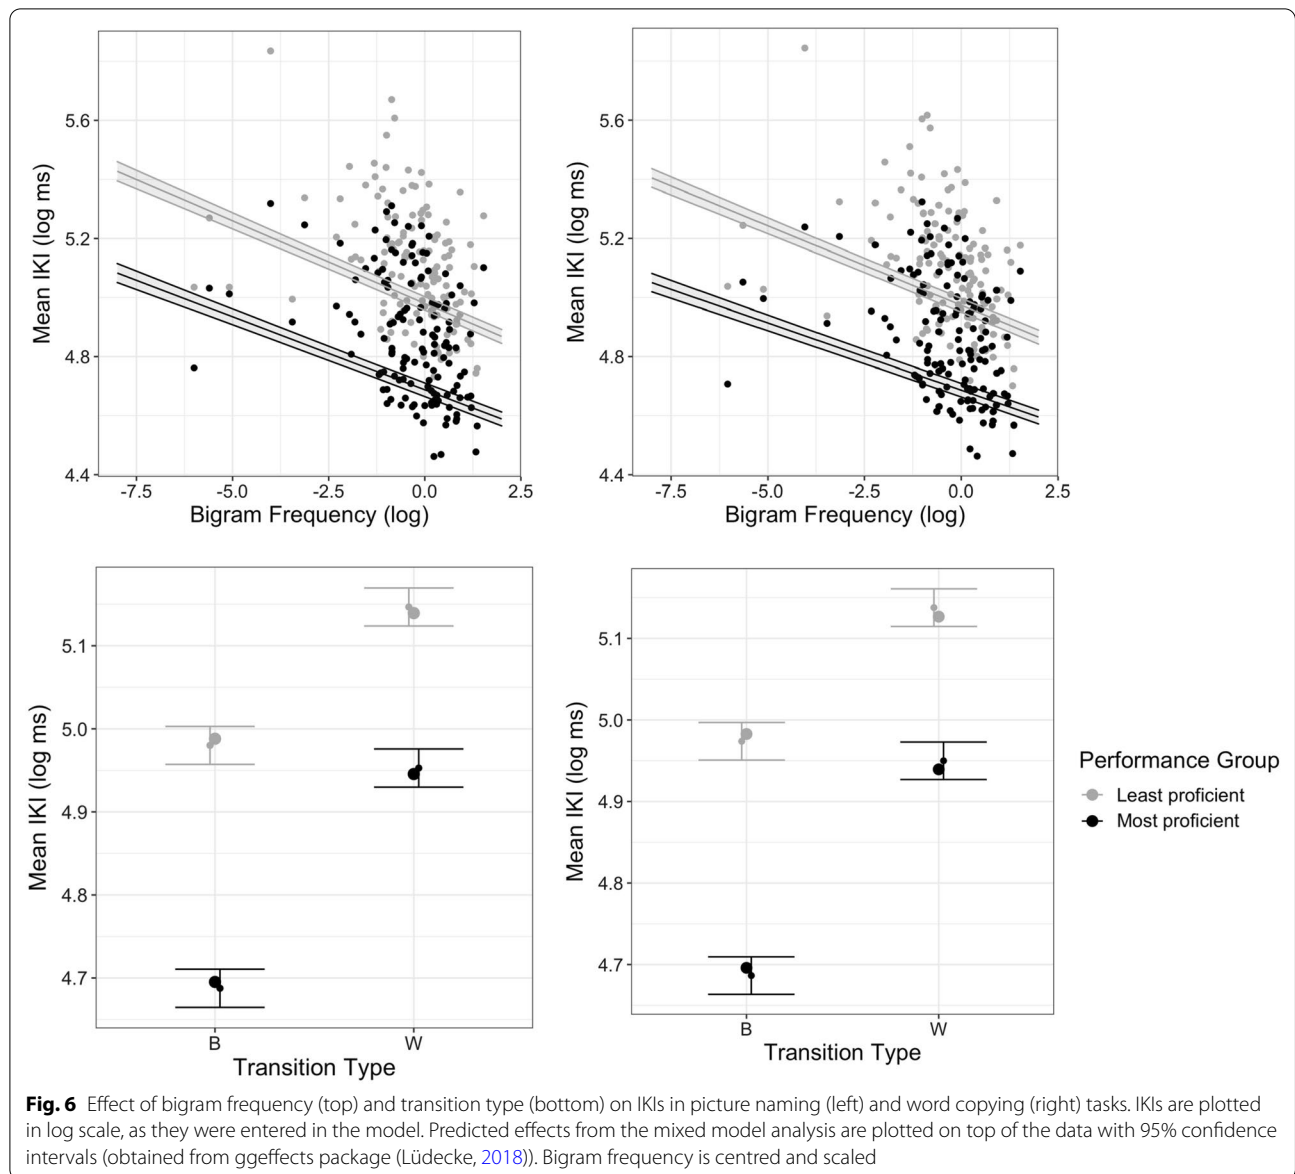 5.6
5.2
4.8
4.4
Mean IKI (log ms)
-7.5 -5.0 -2.5 0.0 2.5
Bigram Frequency (log)
5.6
5.2
4.8
4.4
Mean IKI (log ms)
-7.5 -5.0 -2.5 0.0 2.5
Bigram Frequency (log)
5.1
5.0
4.9
4.8
4.7
Mean IKI (log ms)
B W
Transition Type
5.1
5.0
4.9
4.8
4.7
Mean IKI (log ms)
B W
Transition Type
Performance Group
Least proficient
Most proficient
Fig. 6 Effect of bigram frequency (top) and transition type (bottom) on IKIs in picture naming (left) and word copying (right) tasks. IKIs are plotted
in log scale, as they were entered in the model. Predicted effects from the mixed model analysis are plotted on top of the data with 95% confidence
intervals (obtained from ggeffects package (Lüdecke, 2018)). Bigram frequency is centred and scaled